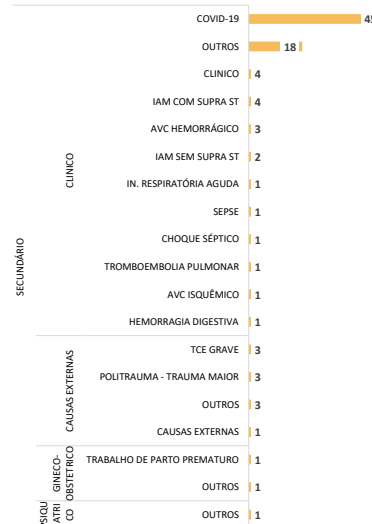 COVID-19 45
OUTROS 18
CLINICO 4
IAM COM SUPRA ST 4
AVC HEMORRÁGICO 3
IAM SEM SUPRA ST 2
IN. RESPIRATÓRIA AGUDA 1
SEPSE 1
CHOQUE SÉPTICO 1
TROMBOEMBOLIA PULMONAR 1
AVC ISQUÊMICO 1
HEMORRAGIA DIGESTIVA 1
CLINICO
TCE GRAVE 3
POLITRAUMA - TRAUMA MAIOR 3
OUTROS 3
CAUSAS EXTERNAS 1
CAUSAS EXTERNAS
TRABALHO DE PARTO PREMATURO 1
OUTROS 1
GINECO-
OBSTETRICO
OUTROS 1
PSIQU
ATRI
CO
SECUNDÁRIO